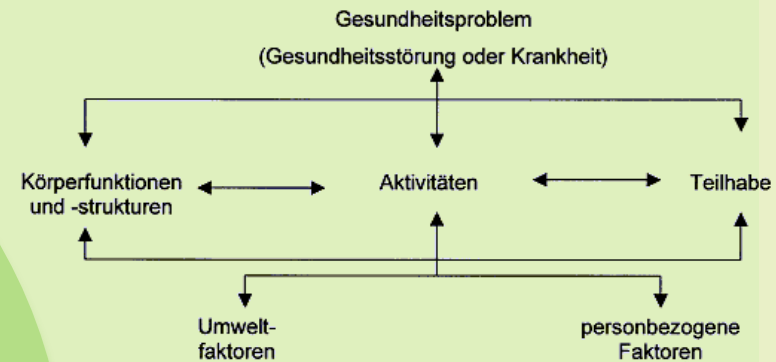 Gesundheitsproblem
(Gesundheitsstörung oder Krankheit)
Körperfunktionen
und -strukturen
Aktivitäten
Teilhabe
Umwelt-
faktoren
personbezogene
Faktoren